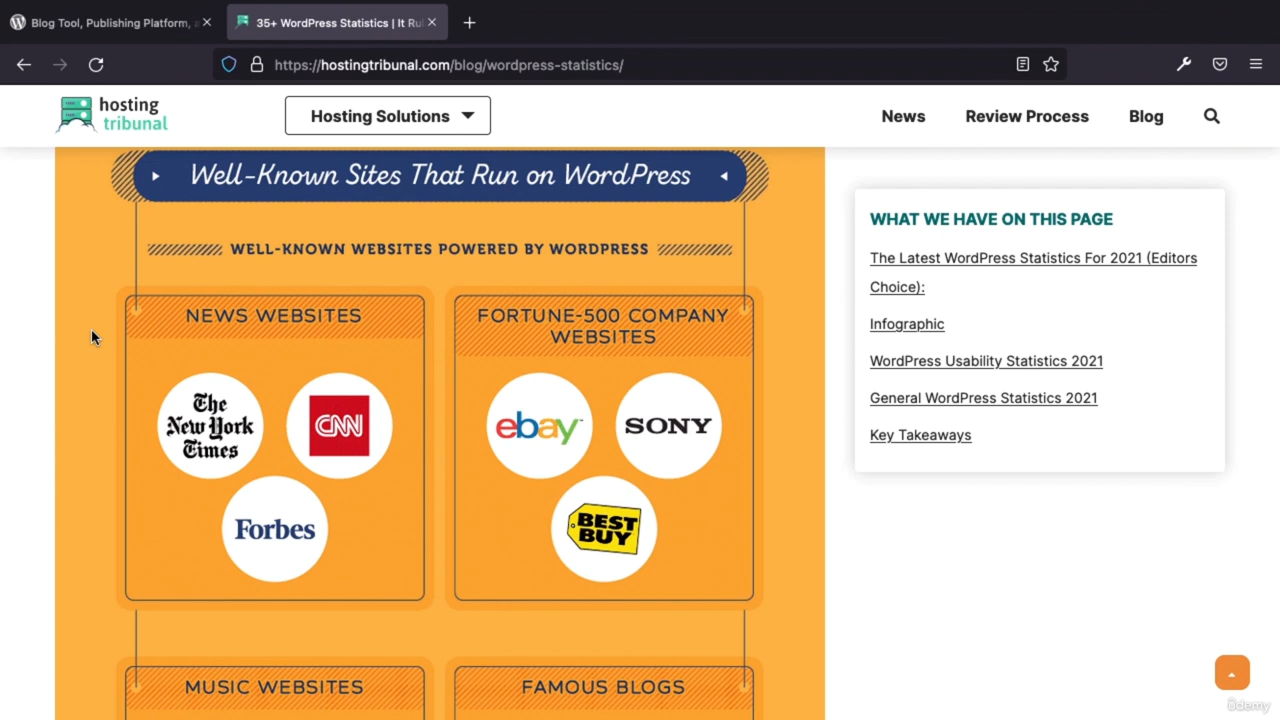 Blog Tool, Publishing Platform,
35+ WordPress Statistics | It Ru
https://hostingtribunal.com/blog/wordpress-statistics/
hosting
tribunal
Hosting Solutions
News
Review Process
Blog
Well-Known Sites That Run on WordPress
WELL-KNOWN WEBSITES POWERED BY WORDPRESS
NEWS WEBSITES
The
New York
Times
CNN
Forbes
FORTUNE-500 COMPANY
WEBSITES
ebay
SONY
BEST
BUY
MUSIC WEBSITES
FAMOUS BLOGS
WHAT WE HAVE ON THIS PAGE
The Latest WordPress Statistics For 2021 (Editors
Choice):
Infographic
WordPress Usability Statistics 2021
General WordPress Statistics 2021
Key Takeaways
ûdemy